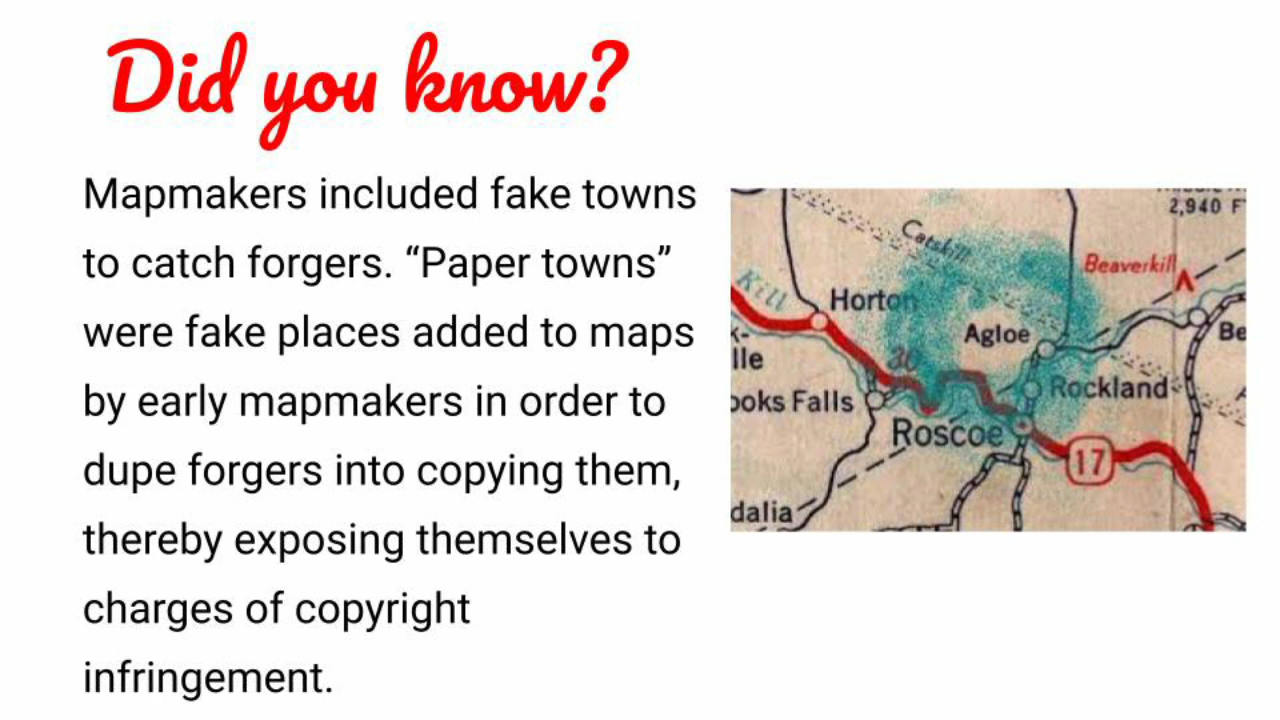 Did you know?
Mapmakers included fake towns
to catch forgers. “Paper towns”
were fake places added to maps
by early mapmakers in order to
dupe forgers into copying them,
thereby exposing themselves to
charges of copyright
infringement.
2,940 F
Catskill
Beaverkill
Kill
Horton
Agloe
Be
lle
Rockland
ooks Falls
Roscoe
17
dalia